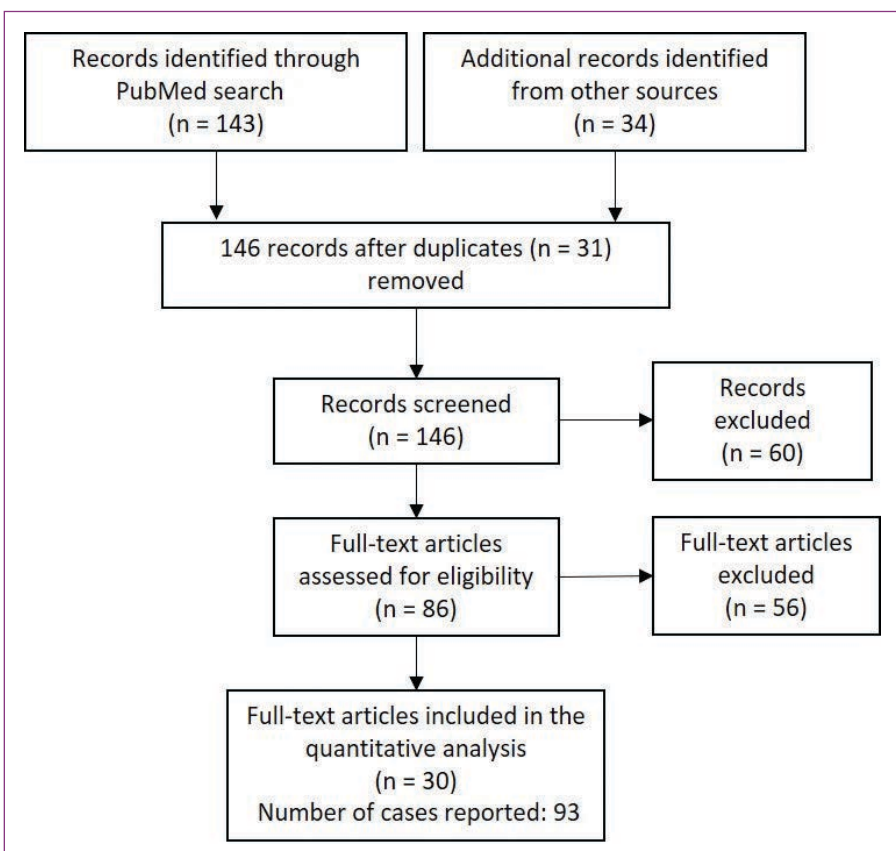 Records identified through
PubMed search
(n = 143)
Additional records identified
from other sources
(n = 34)
146 records after duplicates (n = 31)
removed
Records screened
(n = 146)
Records
excluded
(n = 60)
Full-text articles
assessed for eligibility
(n = 86)
Full-text articles
excluded
(n = 56)
Full-text articles included in the
quantitative analysis
(n = 30)
Number of cases reported: 93